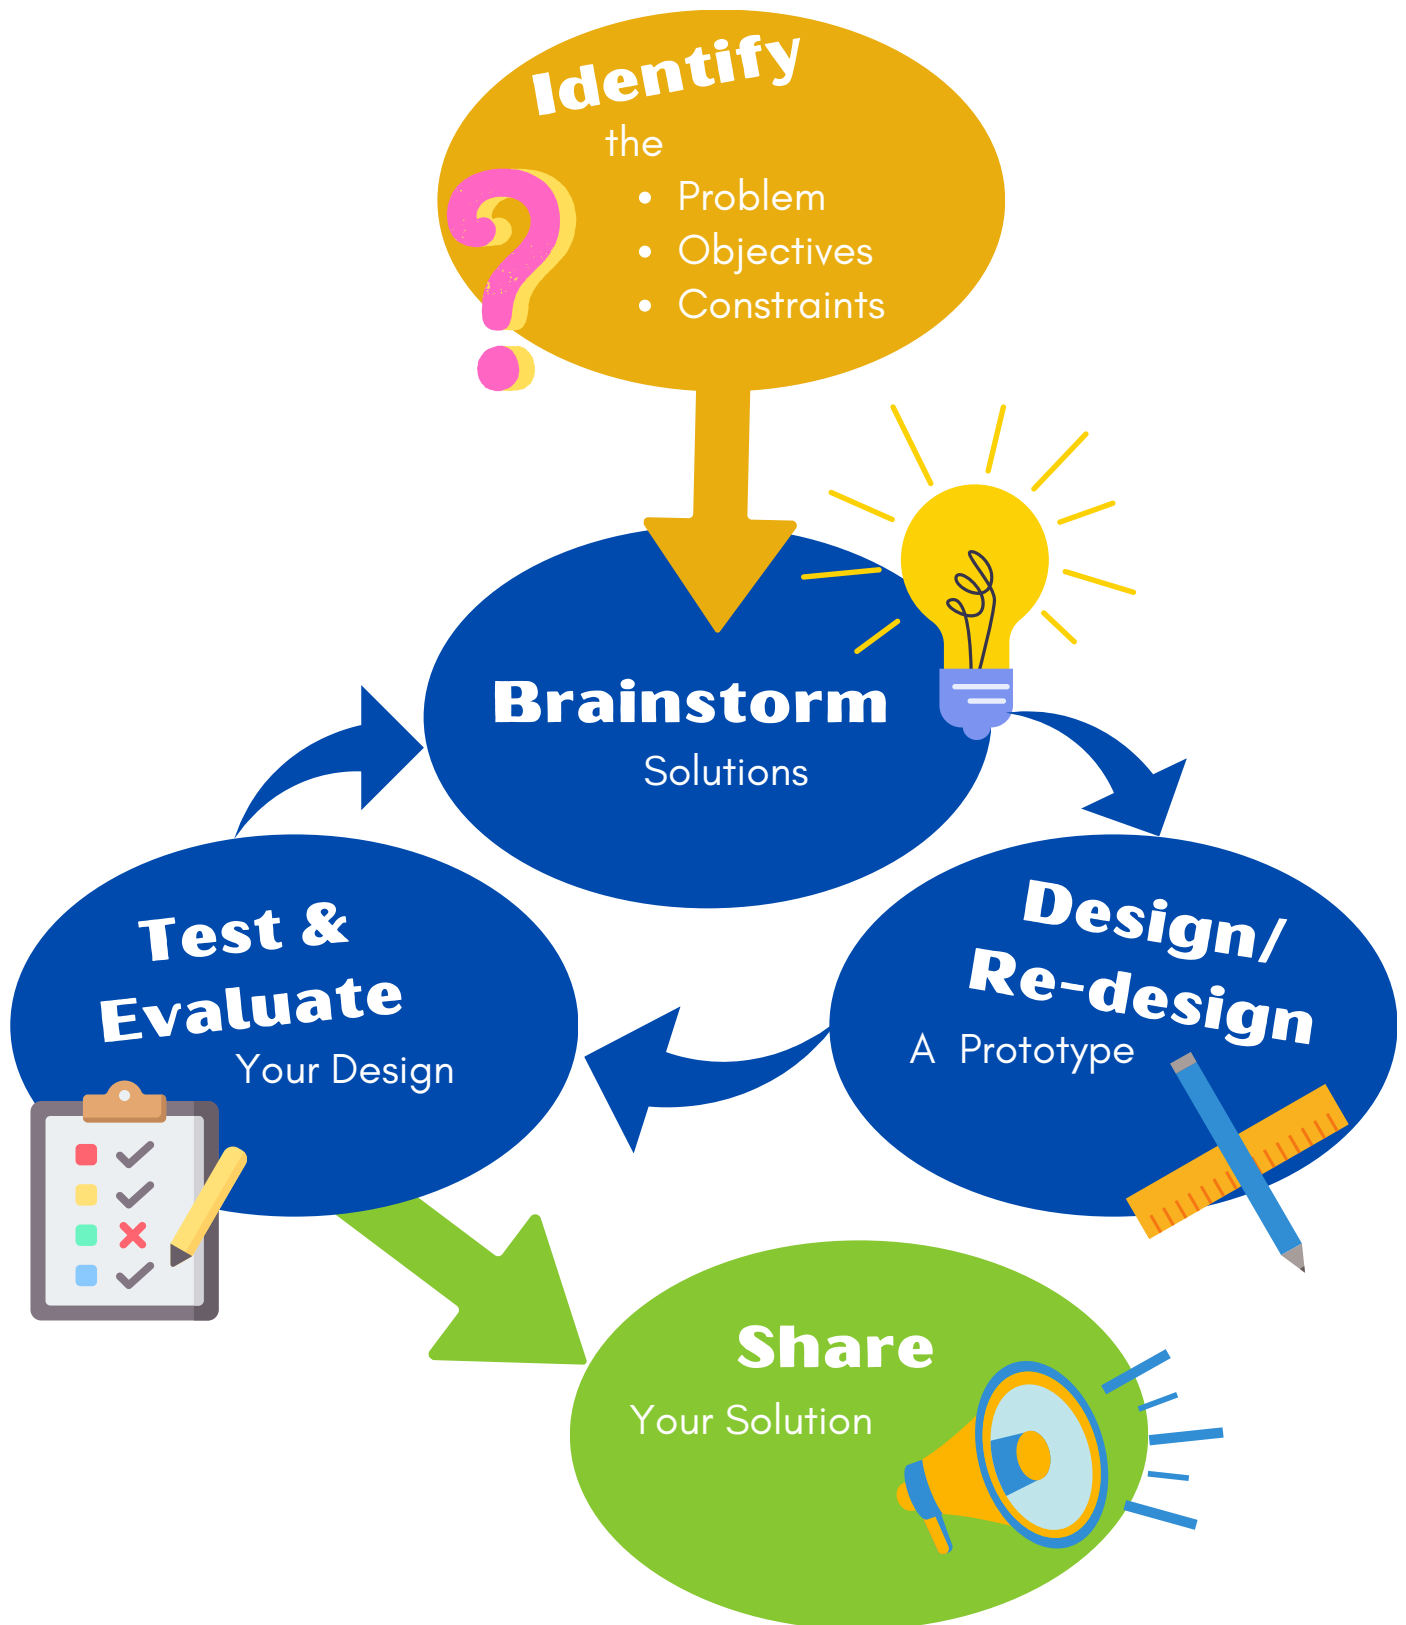 Identify
the
• Problem
• Objectives
• Constraints
Brainstorm
Solutions
Design/
Re-design
A Prototype
Test &
Evaluate
Your Design
Share
Your Solution